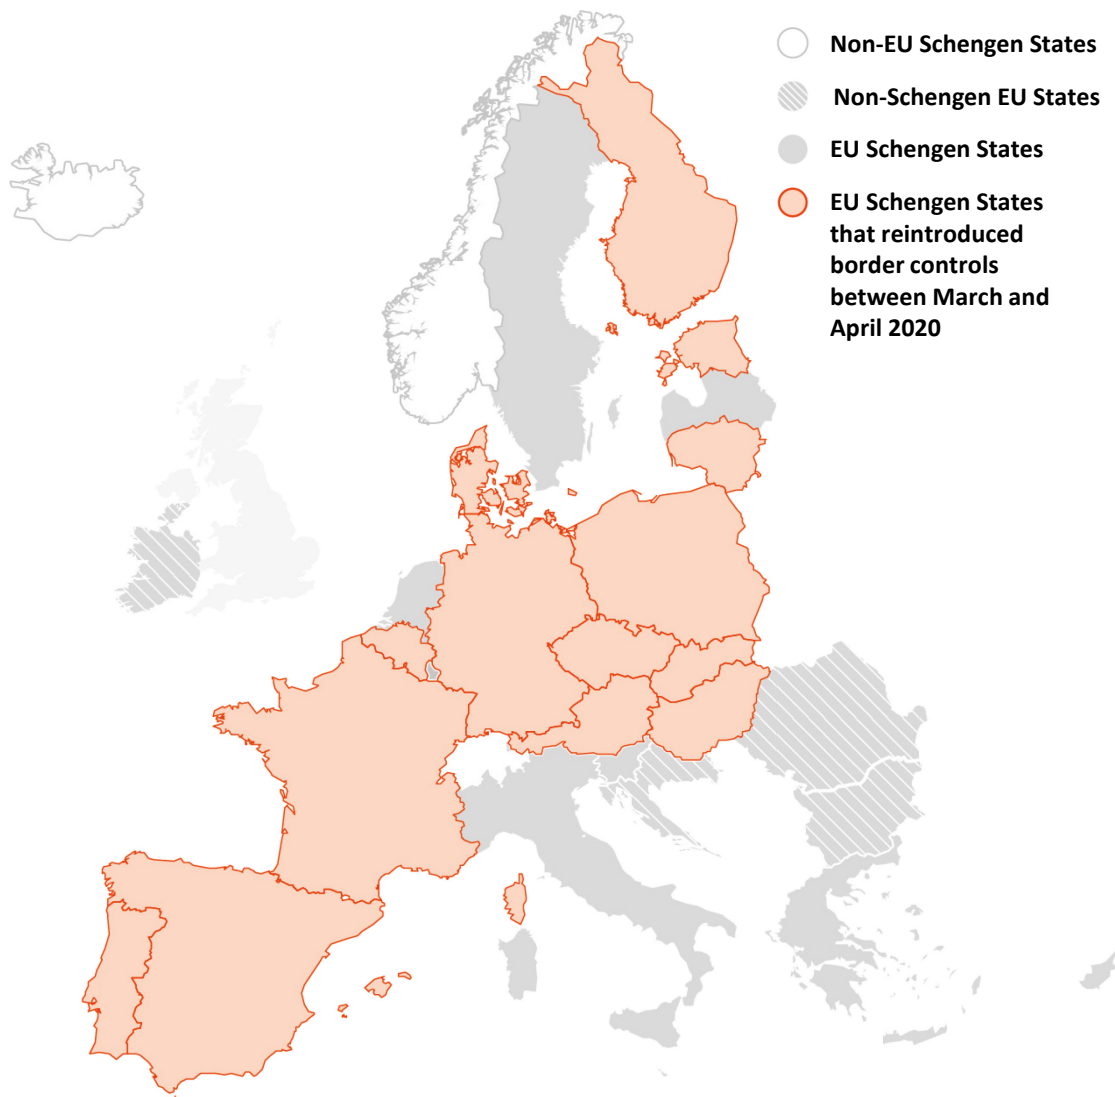 Non-EU Schengen States
Non-Schengen EU States
EU Schengen States
EU Schengen States
that reintroduced
border controls
between March and
April 2020